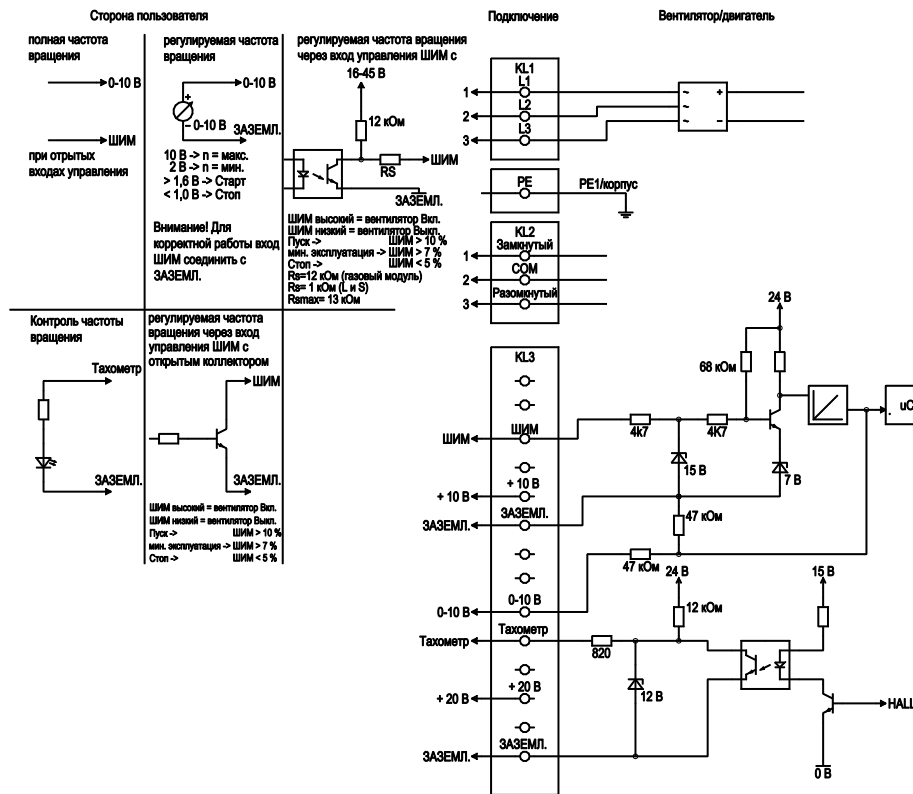 Сторона пользователя
Подключение
Вентилятор/двигатель
полная частота
вращения
0-10 В
ШИМ
при отрытых
входах управления
регулируемая частота
вращения
0-10 В
+
– 0-10 В
ЗАЗЕМЛ.
10 В -> n = макс.
2 В -> n = мин.
> 1,6 В -> Старт
< 1,0 В -> Стоп
Внимание! Для
корректной работы вход
ШИМ соединить с
ЗАЗЕМЛ.
регулируемая частота вращения
через вход управления ШИМ с
16-45 В
12 кОм
ШИМ
RS
ЗАЗЕМЛ.
ШИМ высокий = вентилятор Вкл.
ШИМ низкий = вентилятор Выкл.
Пуск -> ШИМ > 10 %
мин. эксплуатация -> ШИМ > 7 %
Стоп -> ШИМ < 5 %
Rs=12 кОм (газовый модуль)
Rs= 1 кОм (L и S)
Rsmax= 13 кОм
Контроль частоты
вращения
Тахометр
ЗАЗЕМЛ.
регулируемая частота
вращения через вход
управления ШИМ с
открытым коллектором
ШИМ
ЗАЗЕМЛ.
ШИМ высокий = вентилятор Вкл.
ШИМ низкий = вентилятор Выкл.
Пуск -> ШИМ > 10 %
мин. эксплуатация -> ШИМ > 7 %
Стоп -> ШИМ < 5 %
KL1
L1
1
L2
2
L3
3
~ +
~
~ –
PE
PE1/корпус
KL2
Замкнутый
1
COM
2
Разомкнутый
3
KL3
24 В
68 кОм
uC
ШИМ
ШИМ
4k7
4K7
15 В
7 В
+ 10 В
+ 10 В
ЗАЗЕМЛ.
ЗАЗЕМЛ.
47 кОм
47 кОм
24 В
15 В
0-10 В
0-10 В
12 кОм
Тахометр
Тахометр
820
+ 20 В
+ 20 В
12 В
HALL
ЗАЗЕМЛ.
ЗАЗЕМЛ.
0 В